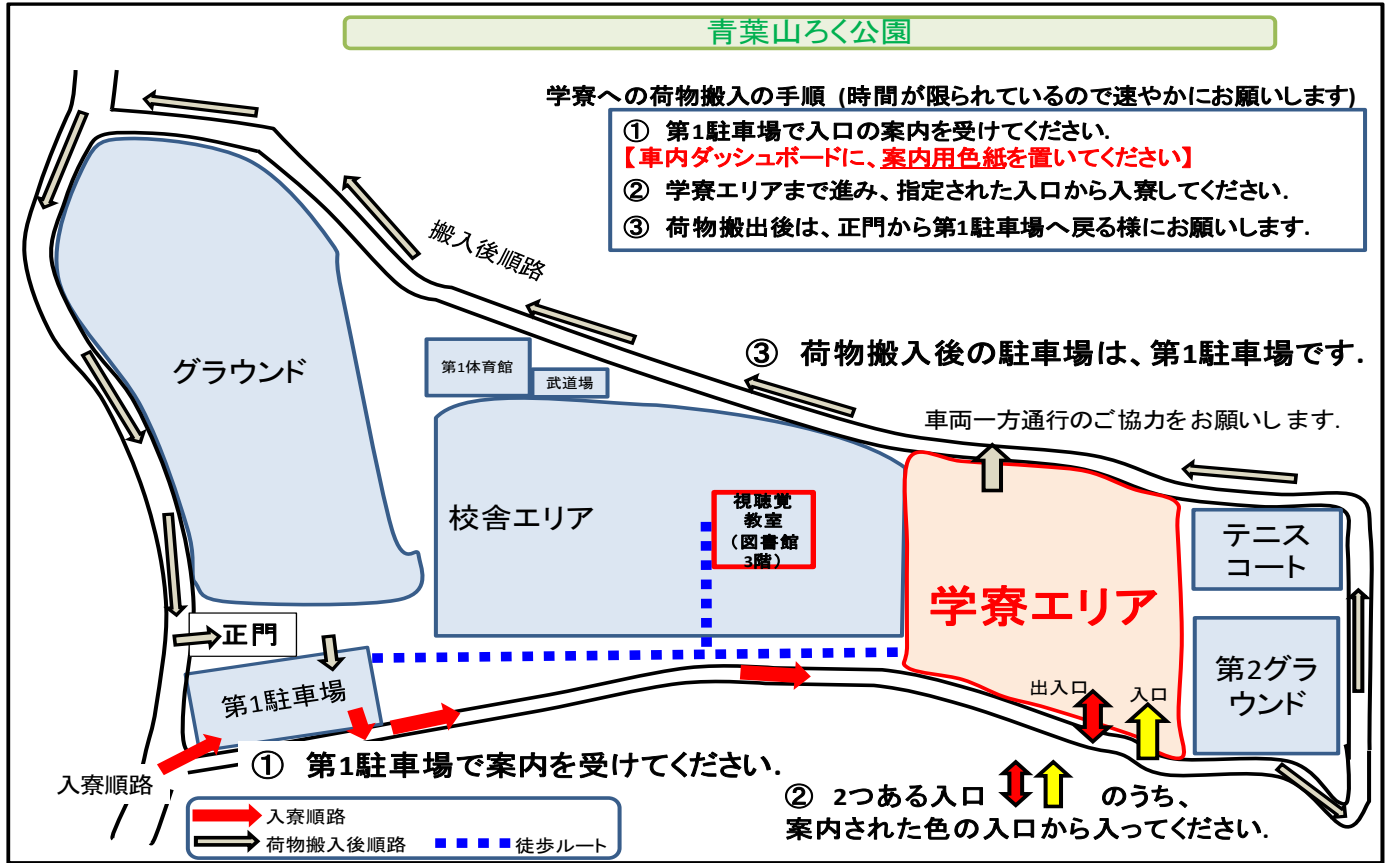 青葉山ろく公園
学寮への荷物搬入の手順 (時間が限られているので速やかにお願いします)
① 第1駐車場で入口の案内を受けてください.
【車内ダッシュボードに、案内用色紙を置いてください】
② 学寮エリアまで進み、指定された入口から入寮してください.
③ 荷物搬出後は、正門から第1駐車場へ戻る様にお願いします.
搬入後順路
③ 荷物搬入後の駐車場は、第1駐車場です.
車両一方通行のご協力をお願いします.
グラウンド
第1体育館
武道場
校舎エリア
視聴覚
教室
(図書館
3階)
学寮エリア
テニス
コート
第2グラ
ウンド
出入口
入口
正門
第1駐車場
入寮順路
① 第1駐車場で案内を受けてください.
② 2つある入口 のうち、
案内された色の入口から入ってください.
入寮順路
荷物搬入後順路
徒歩ルート